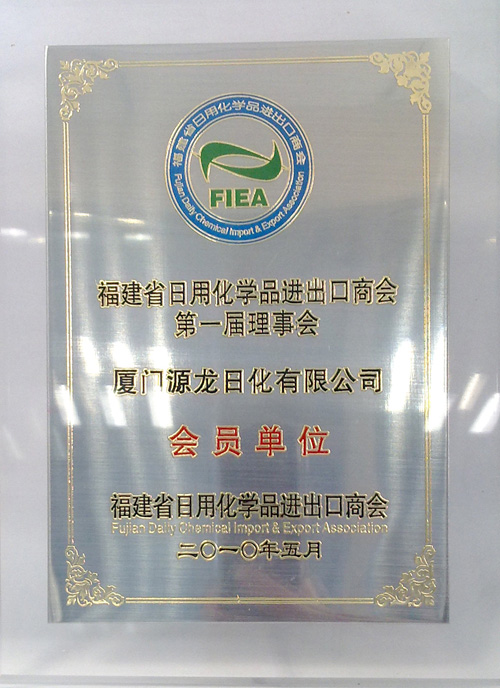 福建省日用化学品进出口商会
FIEA
Fujian Daily Chemical Import & Export Association
福建省日用化学品进出口商会
第一届理事会
厦门源龙日化有限公司
会员单位
福建省日用化学品进出口商会
Fujian Daily Chemical Import & Export Association
二〇一〇年五月